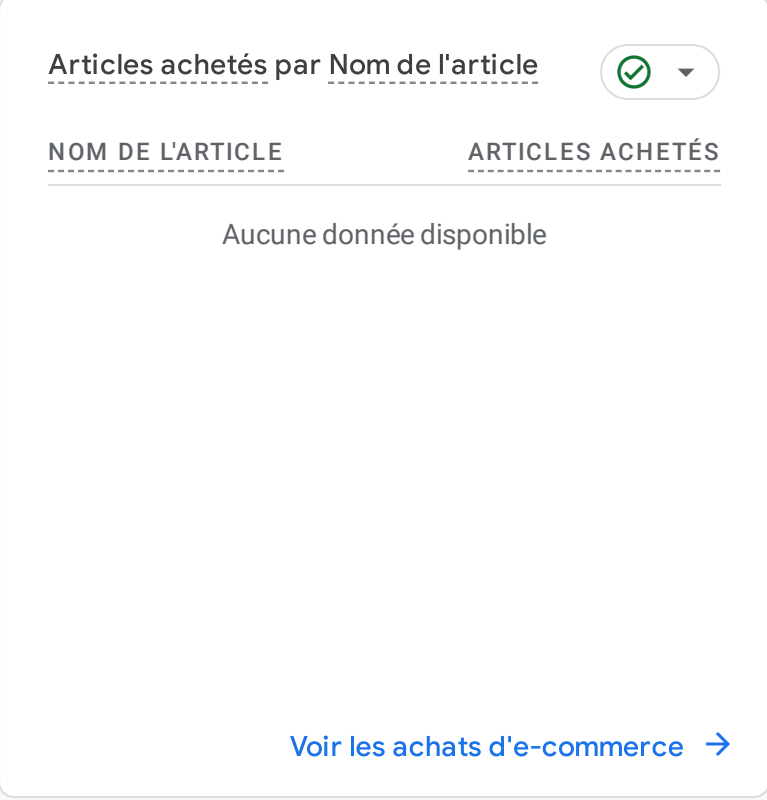 Articles achetés par Nom de l'article
NOM DE L'ARTICLE ARTICLES ACHETÉS
Aucune donnée disponible
Voir les achats d'e-commerce